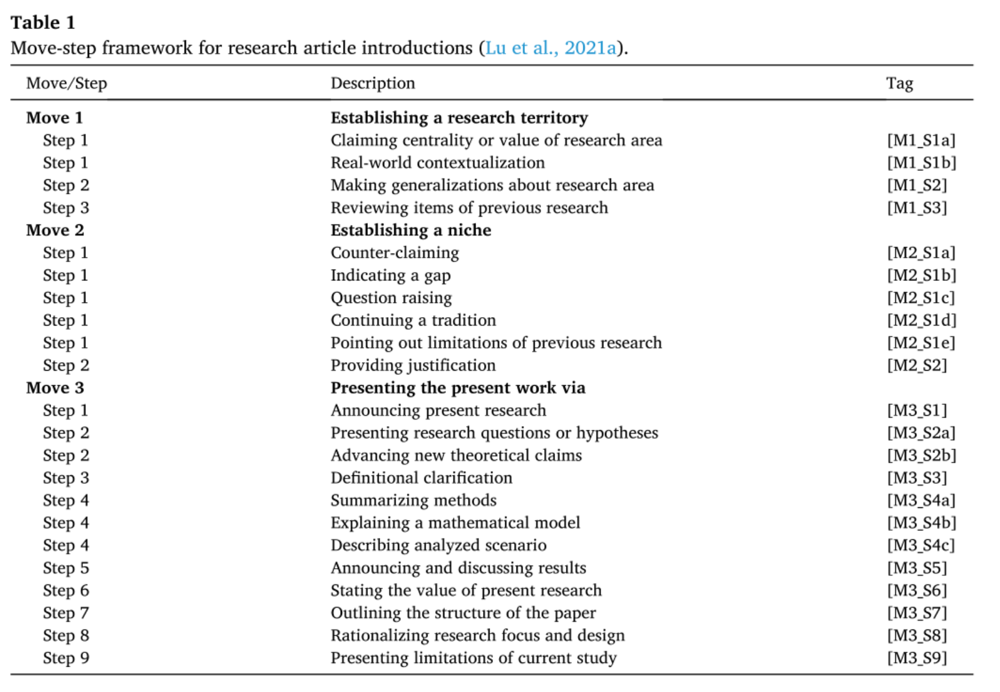 Table 1
Move-step framework for research article introductions (Lu et al., 2021a).
Move/Step Description Tag
Move 1 Establishing a research territory
Step 1 Claiming centrality or value of research area [M1_S1a]
Step 1 Real-world contextualization [M1_S1b]
Step 2 Making generalizations about research area [M1_S2]
Step 3 Reviewing items of previous research [M1_S3]
Move 2 Establishing a niche
Step 1 Counter-claiming [M2_S1a]
Step 1 Indicating a gap [M2_S1b]
Step 1 Question raising [M2_S1c]
Step 1 Continuing a tradition [M2_S1d]
Step 1 Pointing out limitations of previous research [M2_S1e]
Step 2 Providing justification [M2_S2]
Move 3 Presenting the present work via
Step 1 Announcing present research [M3_S1]
Step 2 Presenting research questions or hypotheses [M3_S2a]
Step 2 Advancing new theoretical claims [M3_S2b]
Step 3 Definitional clarification [M3_S3]
Step 4 Summarizing methods [M3_S4a]
Step 4 Explaining a mathematical model [M3_S4b]
Step 4 Describing analyzed scenario [M3_S4c]
Step 5 Announcing and discussing results [M3_S5]
Step 6 Stating the value of present research [M3_S6]
Step 7 Outlining the structure of the paper [M3_S7]
Step 8 Rationalizing research focus and design [M3_S8]
Step 9 Presenting limitations of current study [M3_S9]